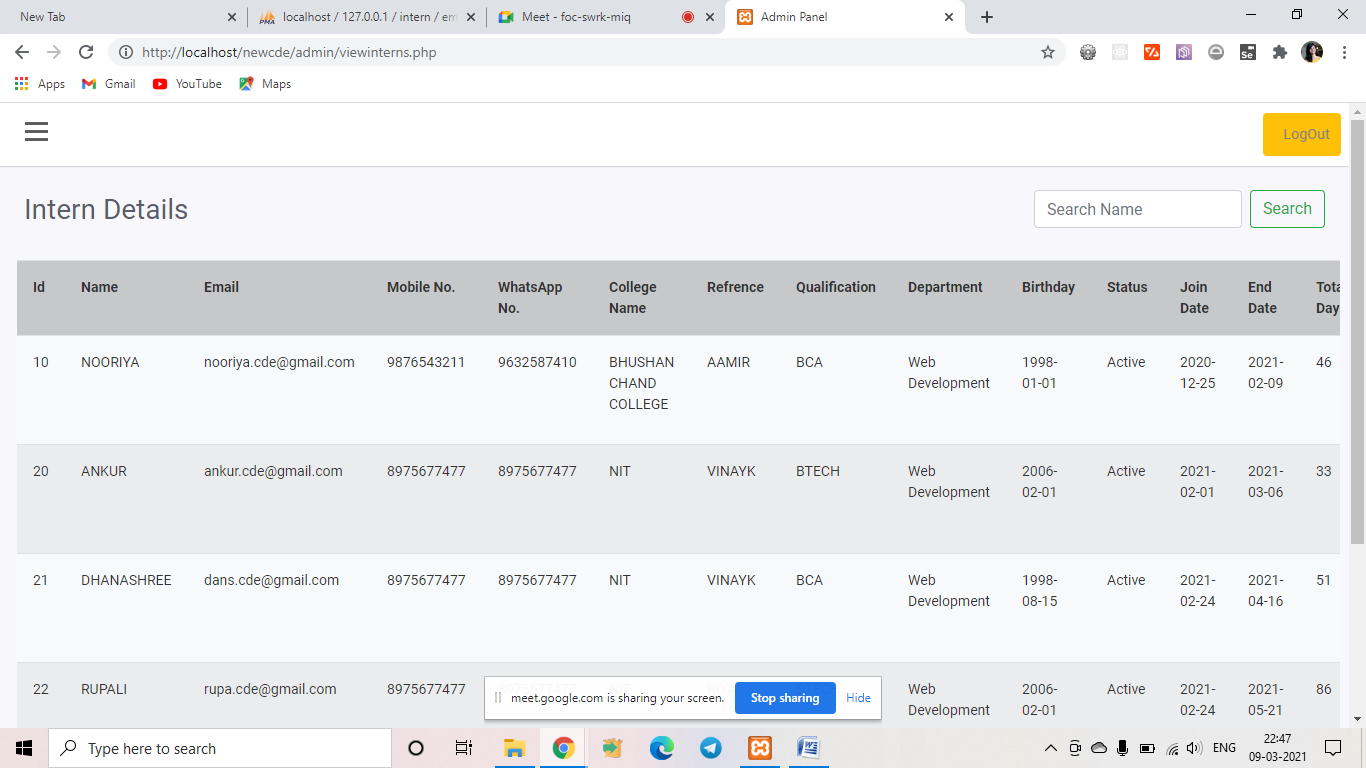 New Tab
localhost / 127.0.0.1 / intern / em
Meet - foc-swrk-miq
Admin Panel
http://localhost/newcde/admin/viewinterns.php
Apps Gmail YouTube Maps
LogOut
Intern Details
Search Name
Search
Id Name Email Mobile No. WhatsApp No. College Name Refrence Qualification Department Birthday Status Join Date End Date Tota Day
10 NOORIYA nooriya.cde@gmail.com 9876543211 9632587410 BHUSHAN CHAND COLLEGE AAMIR BCA Web Development 1998-01-01 Active 2020-12-25 2021-02-09 46
20 ANKUR ankur.cde@gmail.com 8975677477 8975677477 NIT VINAYK BTECH Web Development 2006-02-01 Active 2021-02-01 2021-03-06 33
21 DHANASHREE dans.cde@gmail.com 8975677477 8975677477 NIT VINAYK BCA Web Development 1998-08-15 Active 2021-02-24 2021-04-16 51
22 RUPALI rupa.cde@gmail.com 8975677477 Web Development 2006-02-01 Active 2021-02-24 2021-05-21 86
meet.google.com is sharing your screen. Stop sharing Hide
Type here to search
ENG
22:47
09-03-2021